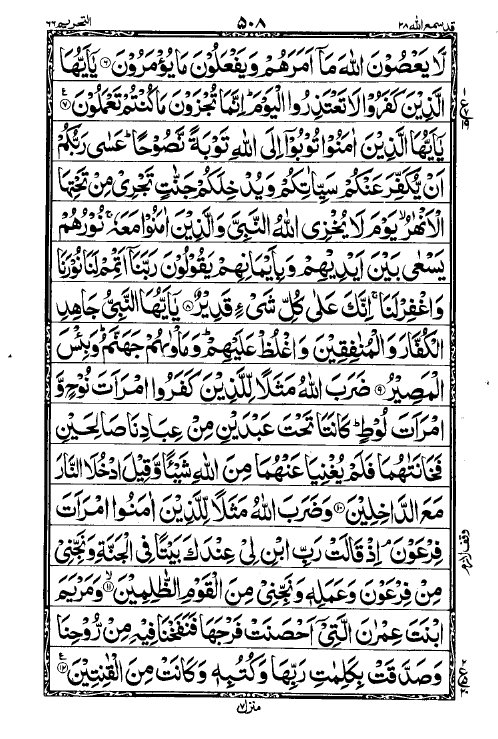 قد سمع الله ٢٨ ٥٠٨ التحريم ٦٦
لَّا يَعْصُوْنَ اللّٰهَ مَاۤ اَمَرَهُمْ وَيَفْعَلُوْنَ مَا يُؤْمَرُوْنَ ۝٦ يٰۤاَيُّهَا
الَّذِيْنَ كَفَرُوْا لَا تَعْتَذِرُوا الْيَوْمَ ؕ اِنَّمَا تُجْزَوْنَ مَا كُنْتُمْ تَعْمَلُوْنَ ۝٧
يٰۤاَيُّهَا الَّذِيْنَ اٰمَنُوْا تُوْبُوْۤا اِلَى اللّٰهِ تَوْبَةً نَّصُوْحًا ؕ عَسٰى رَبُّكُمْ
اَنْ يُّكَفِّرَ عَنْكُمْ سَيِّاٰتِكُمْ وَيُدْخِلَكُمْ جَنّٰتٍ تَجْرِيْ مِنْ تَحْتِهَا
الْاَنْهٰرُ ۙ يَوْمَ لَا يُخْزِى اللّٰهُ النَّبِيَّ وَالَّذِيْنَ اٰمَنُوْا مَعَهٗ ۚ نُوْرُهُمْ
يَسْعٰى بَيْنَ اَيْدِيْهِمْ وَبِاَيْمَانِهِمْ يَقُوْلُوْنَ رَبَّنَاۤ اَتْمِمْ لَنَا نُوْرَنَا
وَاغْفِرْ لَنَا ۚ اِنَّكَ عَلٰى كُلِّ شَيْءٍ قَدِيْرٌ ۝٨ يٰۤاَيُّهَا النَّبِيُّ جَاهِدِ
الْكُفَّارَ وَالْمُنٰفِقِيْنَ وَاغْلُظْ عَلَيْهِمْ ؕ وَمَاْوٰىهُمْ جَهَنَّمُ ؕ وَبِئْسَ
الْمَصِيْرُ ۝٩ ضَرَبَ اللّٰهُ مَثَلًا لِّلَّذِيْنَ كَفَرُوا امْرَاَتَ نُوْحٍ وَّ
امْرَاَتَ لُوْطٍ ؕ كَانَتَا تَحْتَ عَبْدَيْنِ مِنْ عِبَادِنَا صَالِحَيْنِ
فَخَانَتٰهُمَا فَلَمْ يُغْنِيَا عَنْهُمَا مِنَ اللّٰهِ شَيْـًٔا وَّقِيْلَ ادْخُلَا النَّارَ
مَعَ الدّٰخِلِيْنَ ۝١٠ وَضَرَبَ اللّٰهُ مَثَلًا لِّلَّذِيْنَ اٰمَنُوا امْرَاَتَ
فِرْعَوْنَ ۘ اِذْ قَالَتْ رَبِّ ابْنِ لِيْ عِنْدَكَ بَيْتًا فِى الْجَنَّةِ وَنَجِّنِيْ
مِنْ فِرْعَوْنَ وَعَمَلِهٖ وَنَجِّنِيْ مِنَ الْقَوْمِ الظّٰلِمِيْنَ ۙ۝١١ وَمَرْيَمَ
ابْنَتَ عِمْرٰنَ الَّتِيْۤ اَحْصَنَتْ فَرْجَهَا فَنَفَخْنَا فِيْهِ مِنْ رُّوْحِنَا
وَصَدَّقَتْ بِكَلِمٰتِ رَبِّهَا وَكُتُبِهٖ وَكَانَتْ مِنَ الْقٰنِتِيْنَ ۝١٢
وقف لازم
منزل ٧